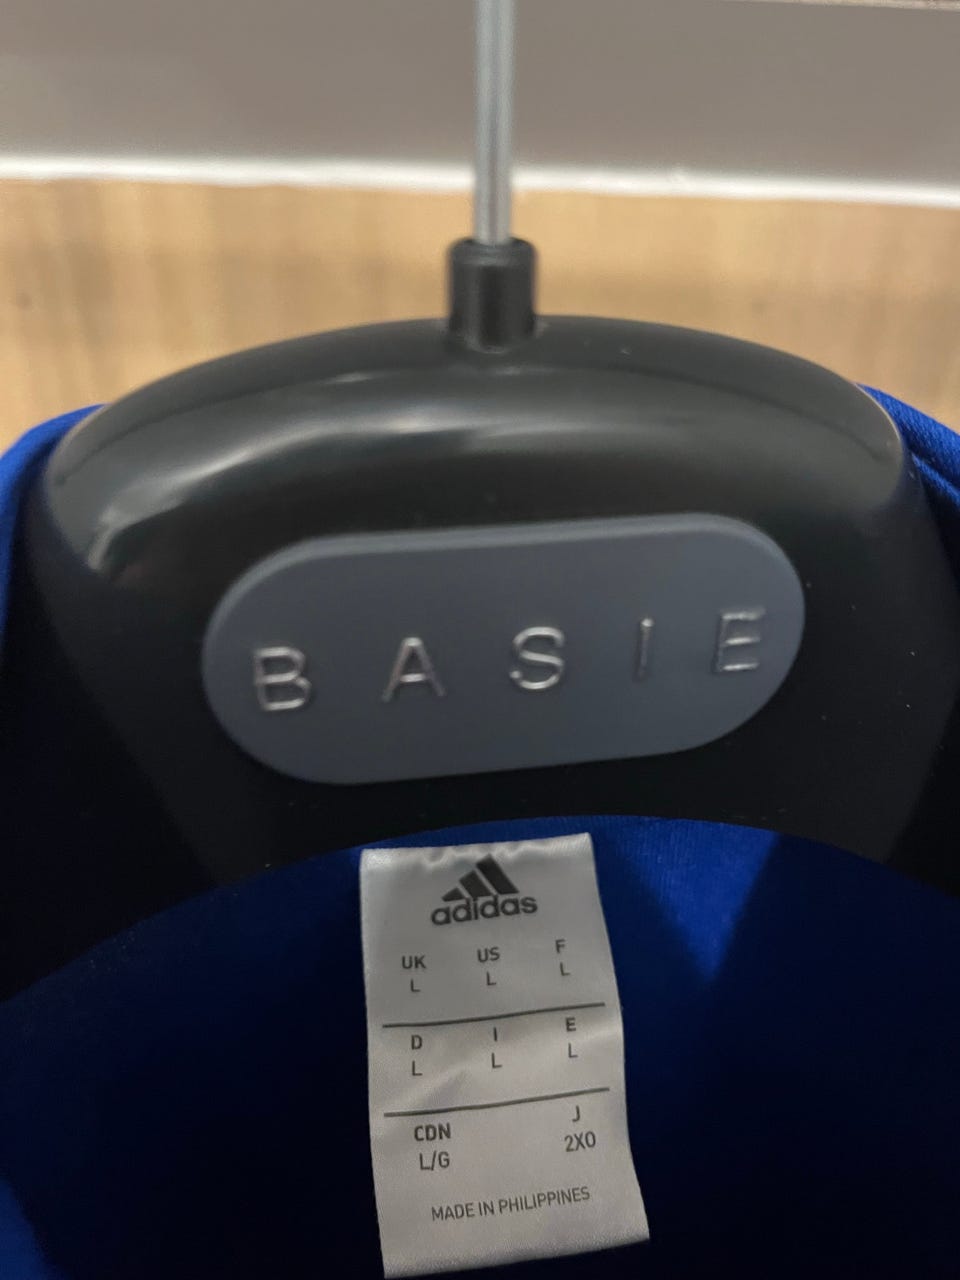 BASIE
adidas
UK US F
L L L
D I E
L L L
CDN J
L/G 2XO
MADE IN PHILIPPINES